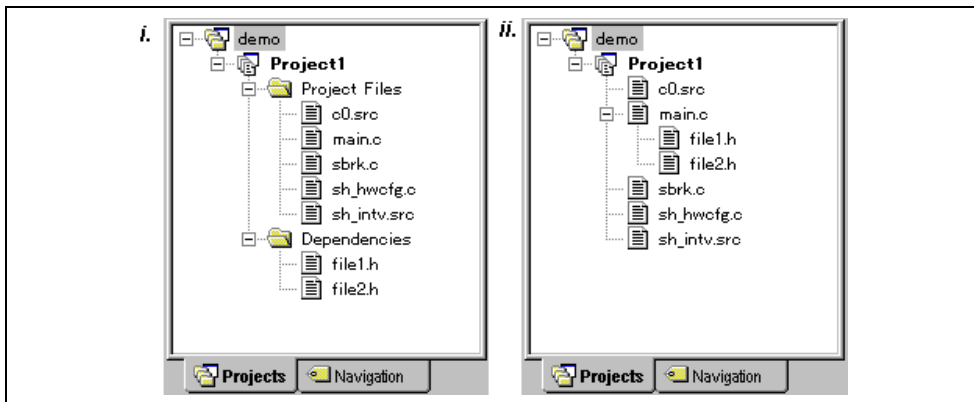 i.
demo
Project1
Project Files
c0.src
main.c
sbrk.c
sh_hwcfg.c
sh_intv.src
Dependencies
file1.h
file2.h
Projects
Navigation
ii.
demo
Project1
c0.src
main.c
file1.h
file2.h
sbrk.c
sh_hwcfg.c
sh_intv.src
Projects
Navigation